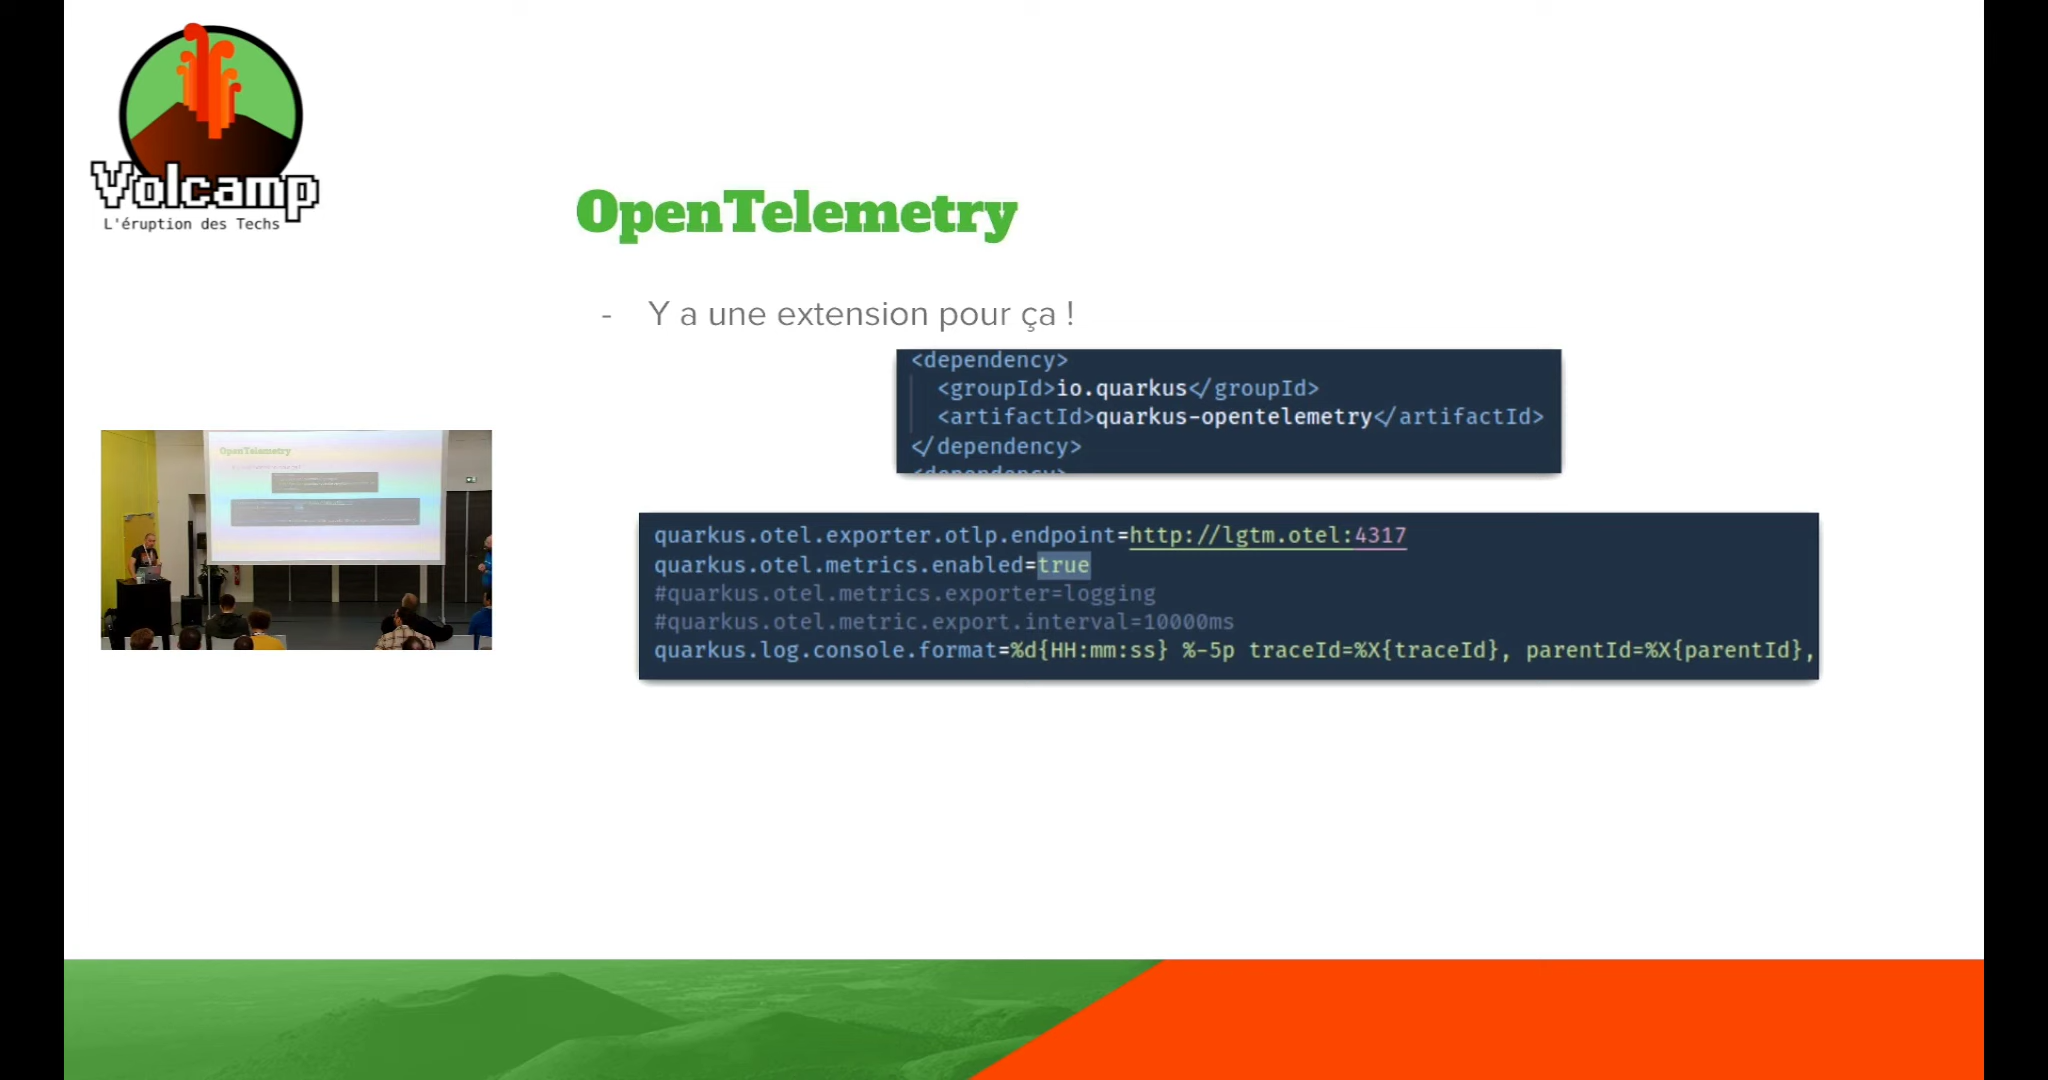 Volcamp
L'éruption des Techs
OpenTelemetry
- Y a une extension pour ça !
<dependency>
<groupId>io.quarkus</groupId>
<artifactId>quarkus-opentelemetry</artifactId>
</dependency>
<dependency>
quarkus.otel.exporter.otlp.endpoint=http://lgtm.otel:4317
quarkus.otel.metrics.enabled=true
#quarkus.otel.metrics.exporter=logging
#quarkus.otel.metric.export.interval=10000ms
quarkus.log.console.format=%d{HH:mm:ss} %-5p traceId=%X{traceId}, parentId=%X{parentId},
OpenTelemetry